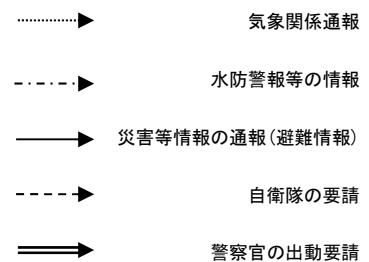 気象関係通報
水防警報等の情報
災害等情報の通報(避難情報)
自衛隊の要請
警察官の出動要請